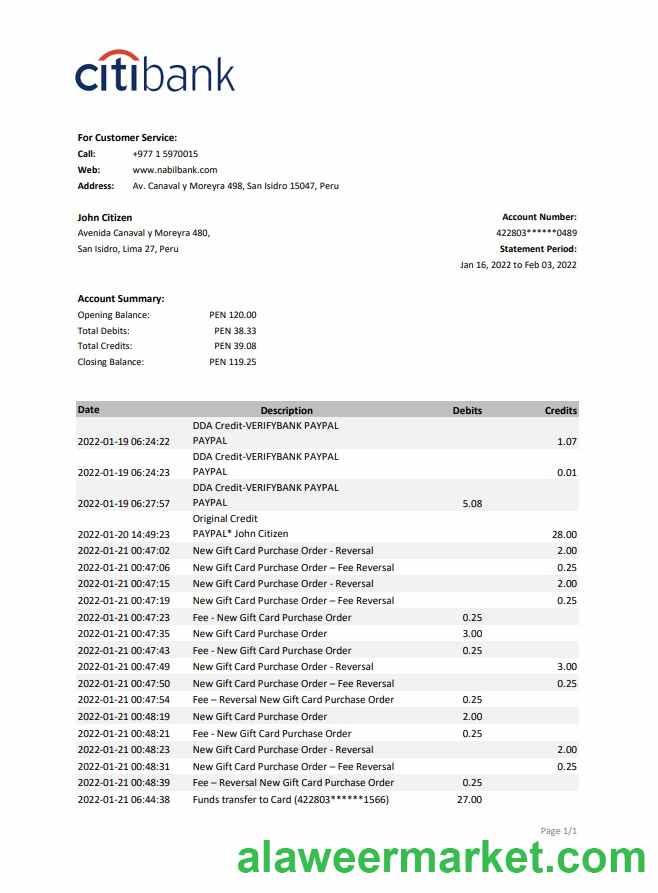 citibank
For Customer Service:
Call: +977 1 5970015
Web: www.nabilbank.com
Address: Av. Canaval y Moreyra 498, San Isidro 15047, Peru
John Citizen Account Number:
Avenida Canaval y Moreyra 480, 422803******0489
San Isidro, Lima 27, Peru Statement Period:
Jan 16, 2022 to Feb 03, 2022
Account Summary:
Opening Balance: PEN 120.00
Total Debits: PEN 38.33
Total Credits: PEN 39.08
Closing Balance: PEN 119.25
Date Description Debits Credits
DDA Credit-VERIFYBANK PAYPAL
2022-01-19 06:24:22 PAYPAL 1.07
DDA Credit-VERIFYBANK PAYPAL
2022-01-19 06:24:23 PAYPAL 0.01
DDA Credit-VERIFYBANK PAYPAL
2022-01-19 06:27:57 PAYPAL 5.08
Original Credit
2022-01-20 14:49:23 PAYPAL* John Citizen 28.00
2022-01-21 00:47:02 New Gift Card Purchase Order - Reversal 2.00
2022-01-21 00:47:06 New Gift Card Purchase Order – Fee Reversal 0.25
2022-01-21 00:47:15 New Gift Card Purchase Order - Reversal 2.00
2022-01-21 00:47:19 New Gift Card Purchase Order – Fee Reversal 0.25
2022-01-21 00:47:23 Fee - New Gift Card Purchase Order 0.25
2022-01-21 00:47:35 New Gift Card Purchase Order 3.00
2022-01-21 00:47:43 Fee - New Gift Card Purchase Order 0.25
2022-01-21 00:47:49 New Gift Card Purchase Order - Reversal 3.00
2022-01-21 00:47:50 New Gift Card Purchase Order – Fee Reversal 0.25
2022-01-21 00:47:54 Fee – Reversal New Gift Card Purchase Order 0.25
2022-01-21 00:48:19 New Gift Card Purchase Order 2.00
2022-01-21 00:48:21 Fee - New Gift Card Purchase Order 0.25
2022-01-21 00:48:23 New Gift Card Purchase Order - Reversal 2.00
2022-01-21 00:48:31 New Gift Card Purchase Order – Fee Reversal 0.25
2022-01-21 00:48:39 Fee – Reversal New Gift Card Purchase Order 0.25
2022-01-21 06:44:38 Funds transfer to Card (422803******1566) 27.00
Page 1/1
alaweermarket.com